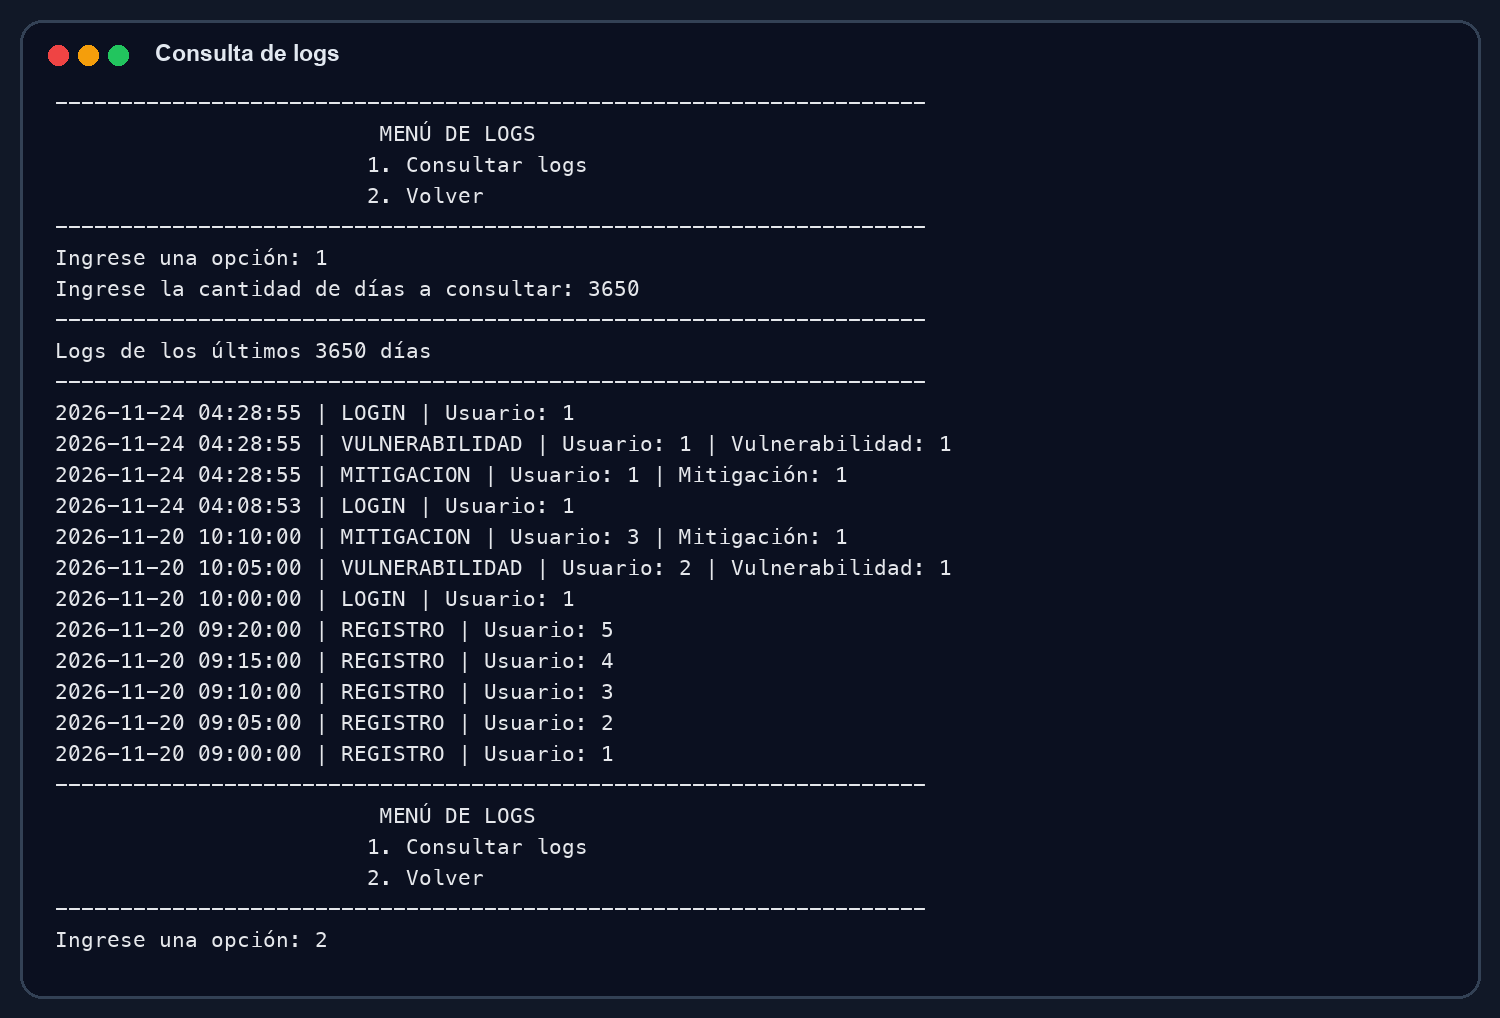 Consulta de logs
-------------------------------------------------------------------
MENÚ DE LOGS
1. Consultar logs
2. Volver
-------------------------------------------------------------------
Ingrese una opción: 1
Ingrese la cantidad de días a consultar: 3650
-------------------------------------------------------------------
Logs de los últimos 3650 días
-------------------------------------------------------------------
2026-11-24 04:28:55 | LOGIN | Usuario: 1
2026-11-24 04:28:55 | VULNERABILIDAD | Usuario: 1 | Vulnerabilidad: 1
2026-11-24 04:28:55 | MITIGACION | Usuario: 1 | Mitigación: 1
2026-11-24 04:08:53 | LOGIN | Usuario: 1
2026-11-20 10:10:00 | MITIGACION | Usuario: 3 | Mitigación: 1
2026-11-20 10:05:00 | VULNERABILIDAD | Usuario: 2 | Vulnerabilidad: 1
2026-11-20 10:00:00 | LOGIN | Usuario: 1
2026-11-20 09:20:00 | REGISTRO | Usuario: 5
2026-11-20 09:15:00 | REGISTRO | Usuario: 4
2026-11-20 09:10:00 | REGISTRO | Usuario: 3
2026-11-20 09:05:00 | REGISTRO | Usuario: 2
2026-11-20 09:00:00 | REGISTRO | Usuario: 1
-------------------------------------------------------------------
MENÚ DE LOGS
1. Consultar logs
2. Volver
-------------------------------------------------------------------
Ingrese una opción: 2